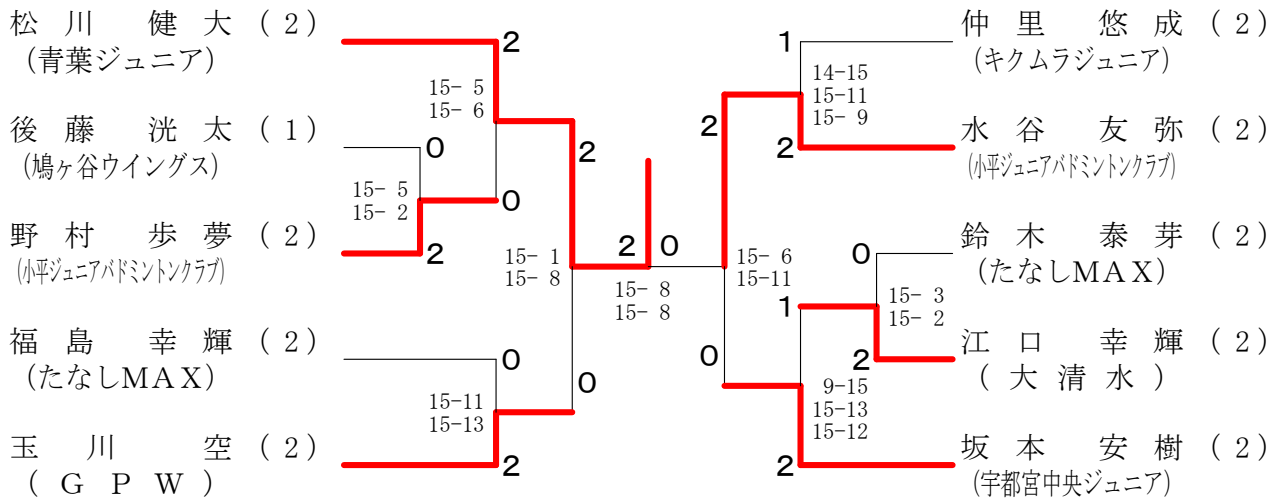 松川 健大 (2)
(青葉ジュニア)
後藤 洸太 (1)
(鳩ヶ谷ウイングス)
野村 歩夢 (2)
(小平ジュニアバドミントンクラブ)
福島 幸輝 (2)
(たなしMAX)
玉川 空 (2)
(GPW)
2
15- 5
15- 6
0
15- 5
15- 2
2
0
2
15- 1
15- 8
0
15-11
15-13
2
0
2
0
15- 8
15- 8
2
15- 6
15-11
0
1
14-15
15-11
15- 9
2
0
15- 3
15- 2
2
1
9-15
15-13
15-12
2
仲里 悠成 (2)
(キクムラジュニア)
水谷 友弥 (2)
(小平ジュニアバドミントンクラブ)
鈴木 泰芽 (2)
(たなしMAX)
江口 幸輝 (2)
(大清水)
坂本 安樹 (2)
(宇都宮中央ジュニア)